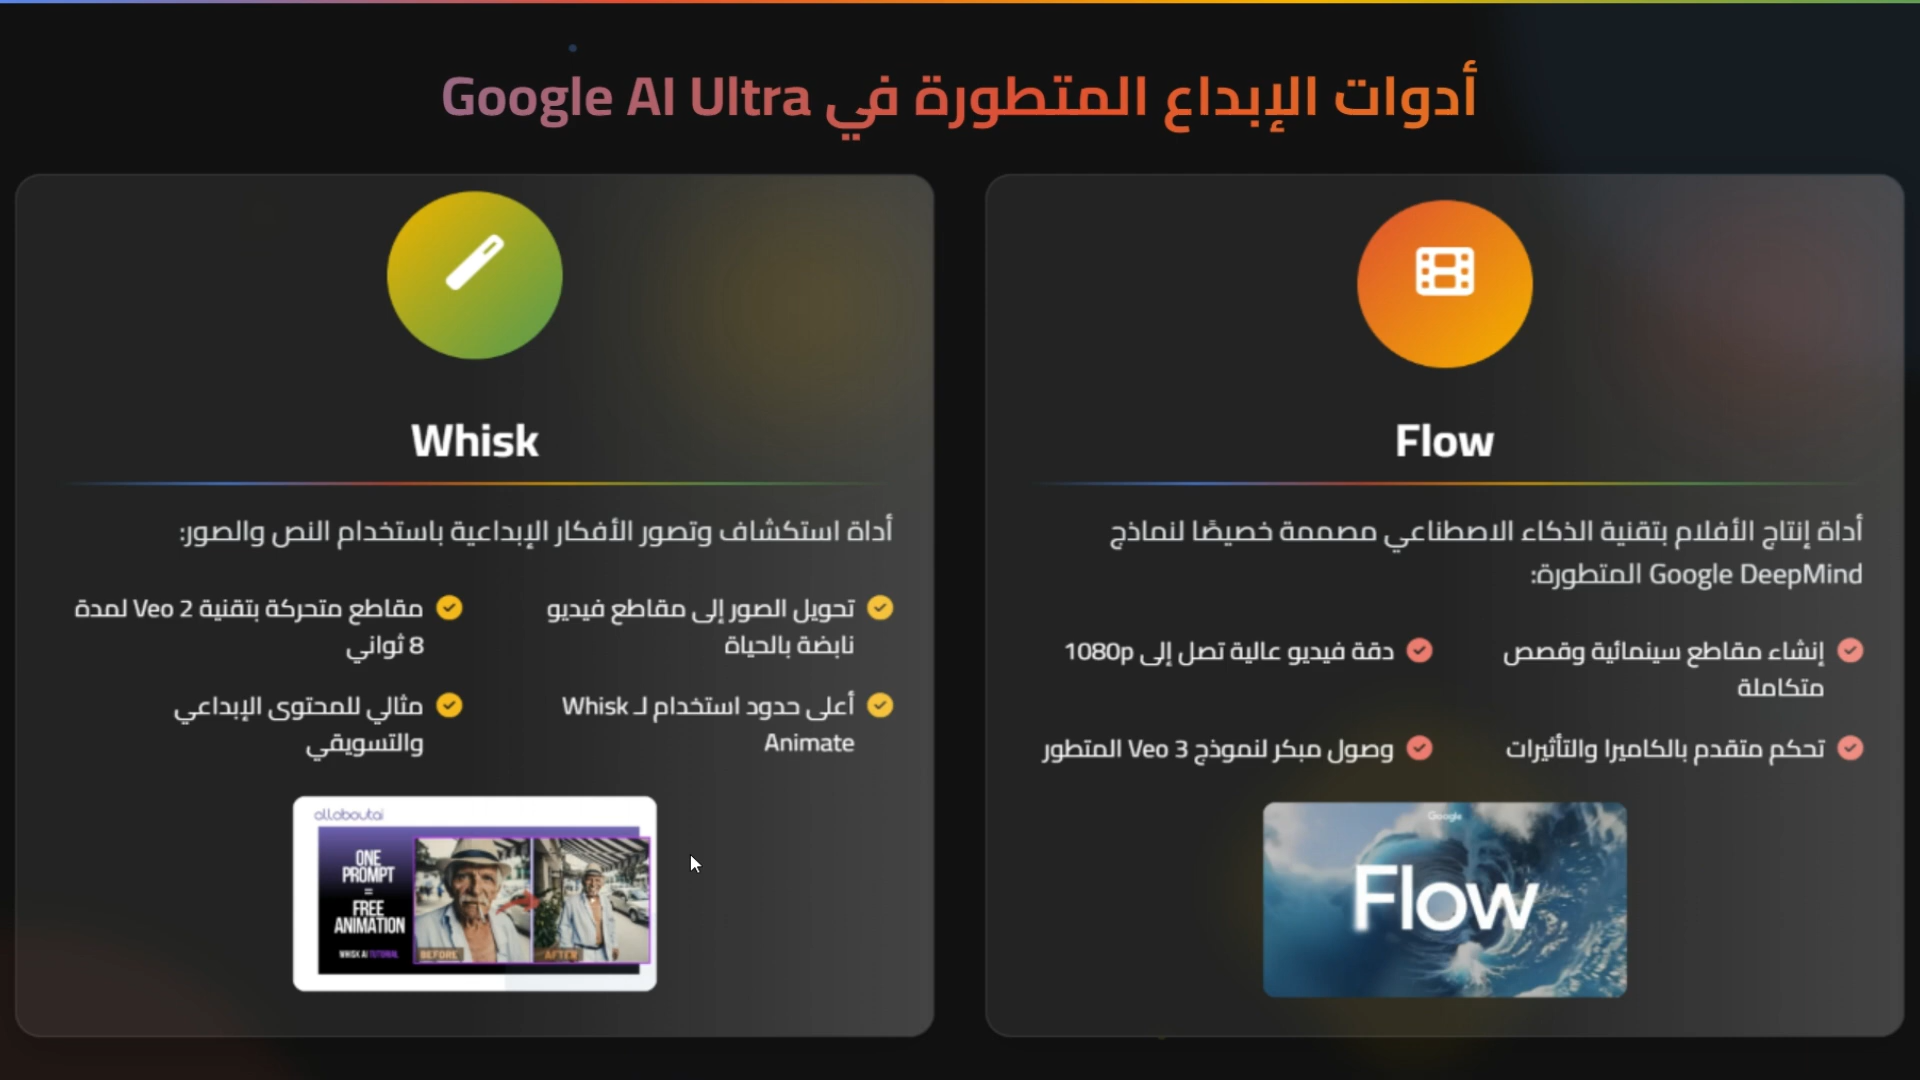 أدوات الإبداع المتطورة في Google AI Ultra
Flow
أداة إنتاج الأفلام بتقنية الذكاء الاصطناعي مصممة خصيصًا لنماذج
Google DeepMind المتطورة:
إنشاء مقاطع سينمائية وقصص
متكاملة
دقة فيديو عالية تصل إلى 1080p
تحكم متقدم بالكاميرا والتأثيرات
وصول مبكر لنموذج Veo 3 المتطور
Google
Flow
Whisk
أداة استكشاف وتصور الأفكار الإبداعية باستخدام النص والصور:
تحويل الصور إلى مقاطع فيديو
نابضة بالحياة
مقاطع متحركة بتقنية Veo 2 لمدة
8 ثواني
أعلى حدود استخدام لـ Whisk
Animate
مثالي للمحتوى الإبداعي
والتسويقي
allaboutai
ONE
PROMPT
=
FREE
ANIMATION
WHISK AI TUTORIAL
BEFORE
AFTER